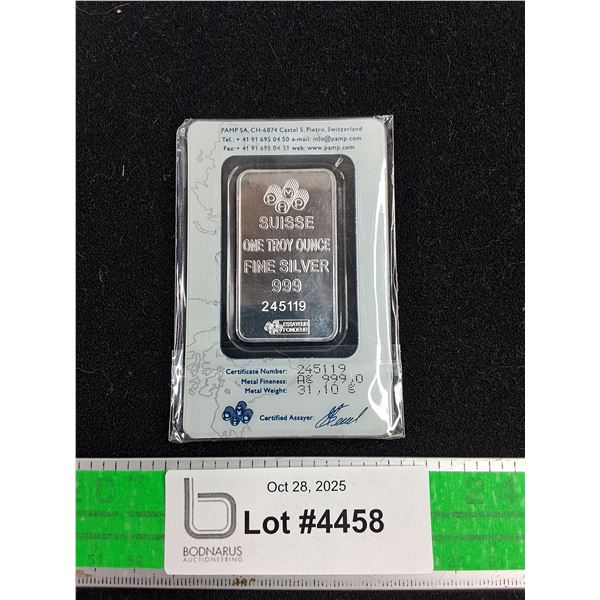 PAMP SA, CH-6874 Castel S. Pietro, Switzerland
Tel.: + 41 91 695 04 50 e-mail: info@pamp.com
Fax:+ 41 91 695 04 51 web: www.pamp.com
PAMP
SUISSE
ONE TROY OUNCE
FINE SILVER
999
245119
ESSAYEUR
FONDEUR
Certificate Number: 245119
Metal Fineness: Ag 999,0
Metal Weight: 31,10 g
Certified Assayer:
Oct 28, 2025
Lot #4458
BODNARUS
AUCTIONEERING